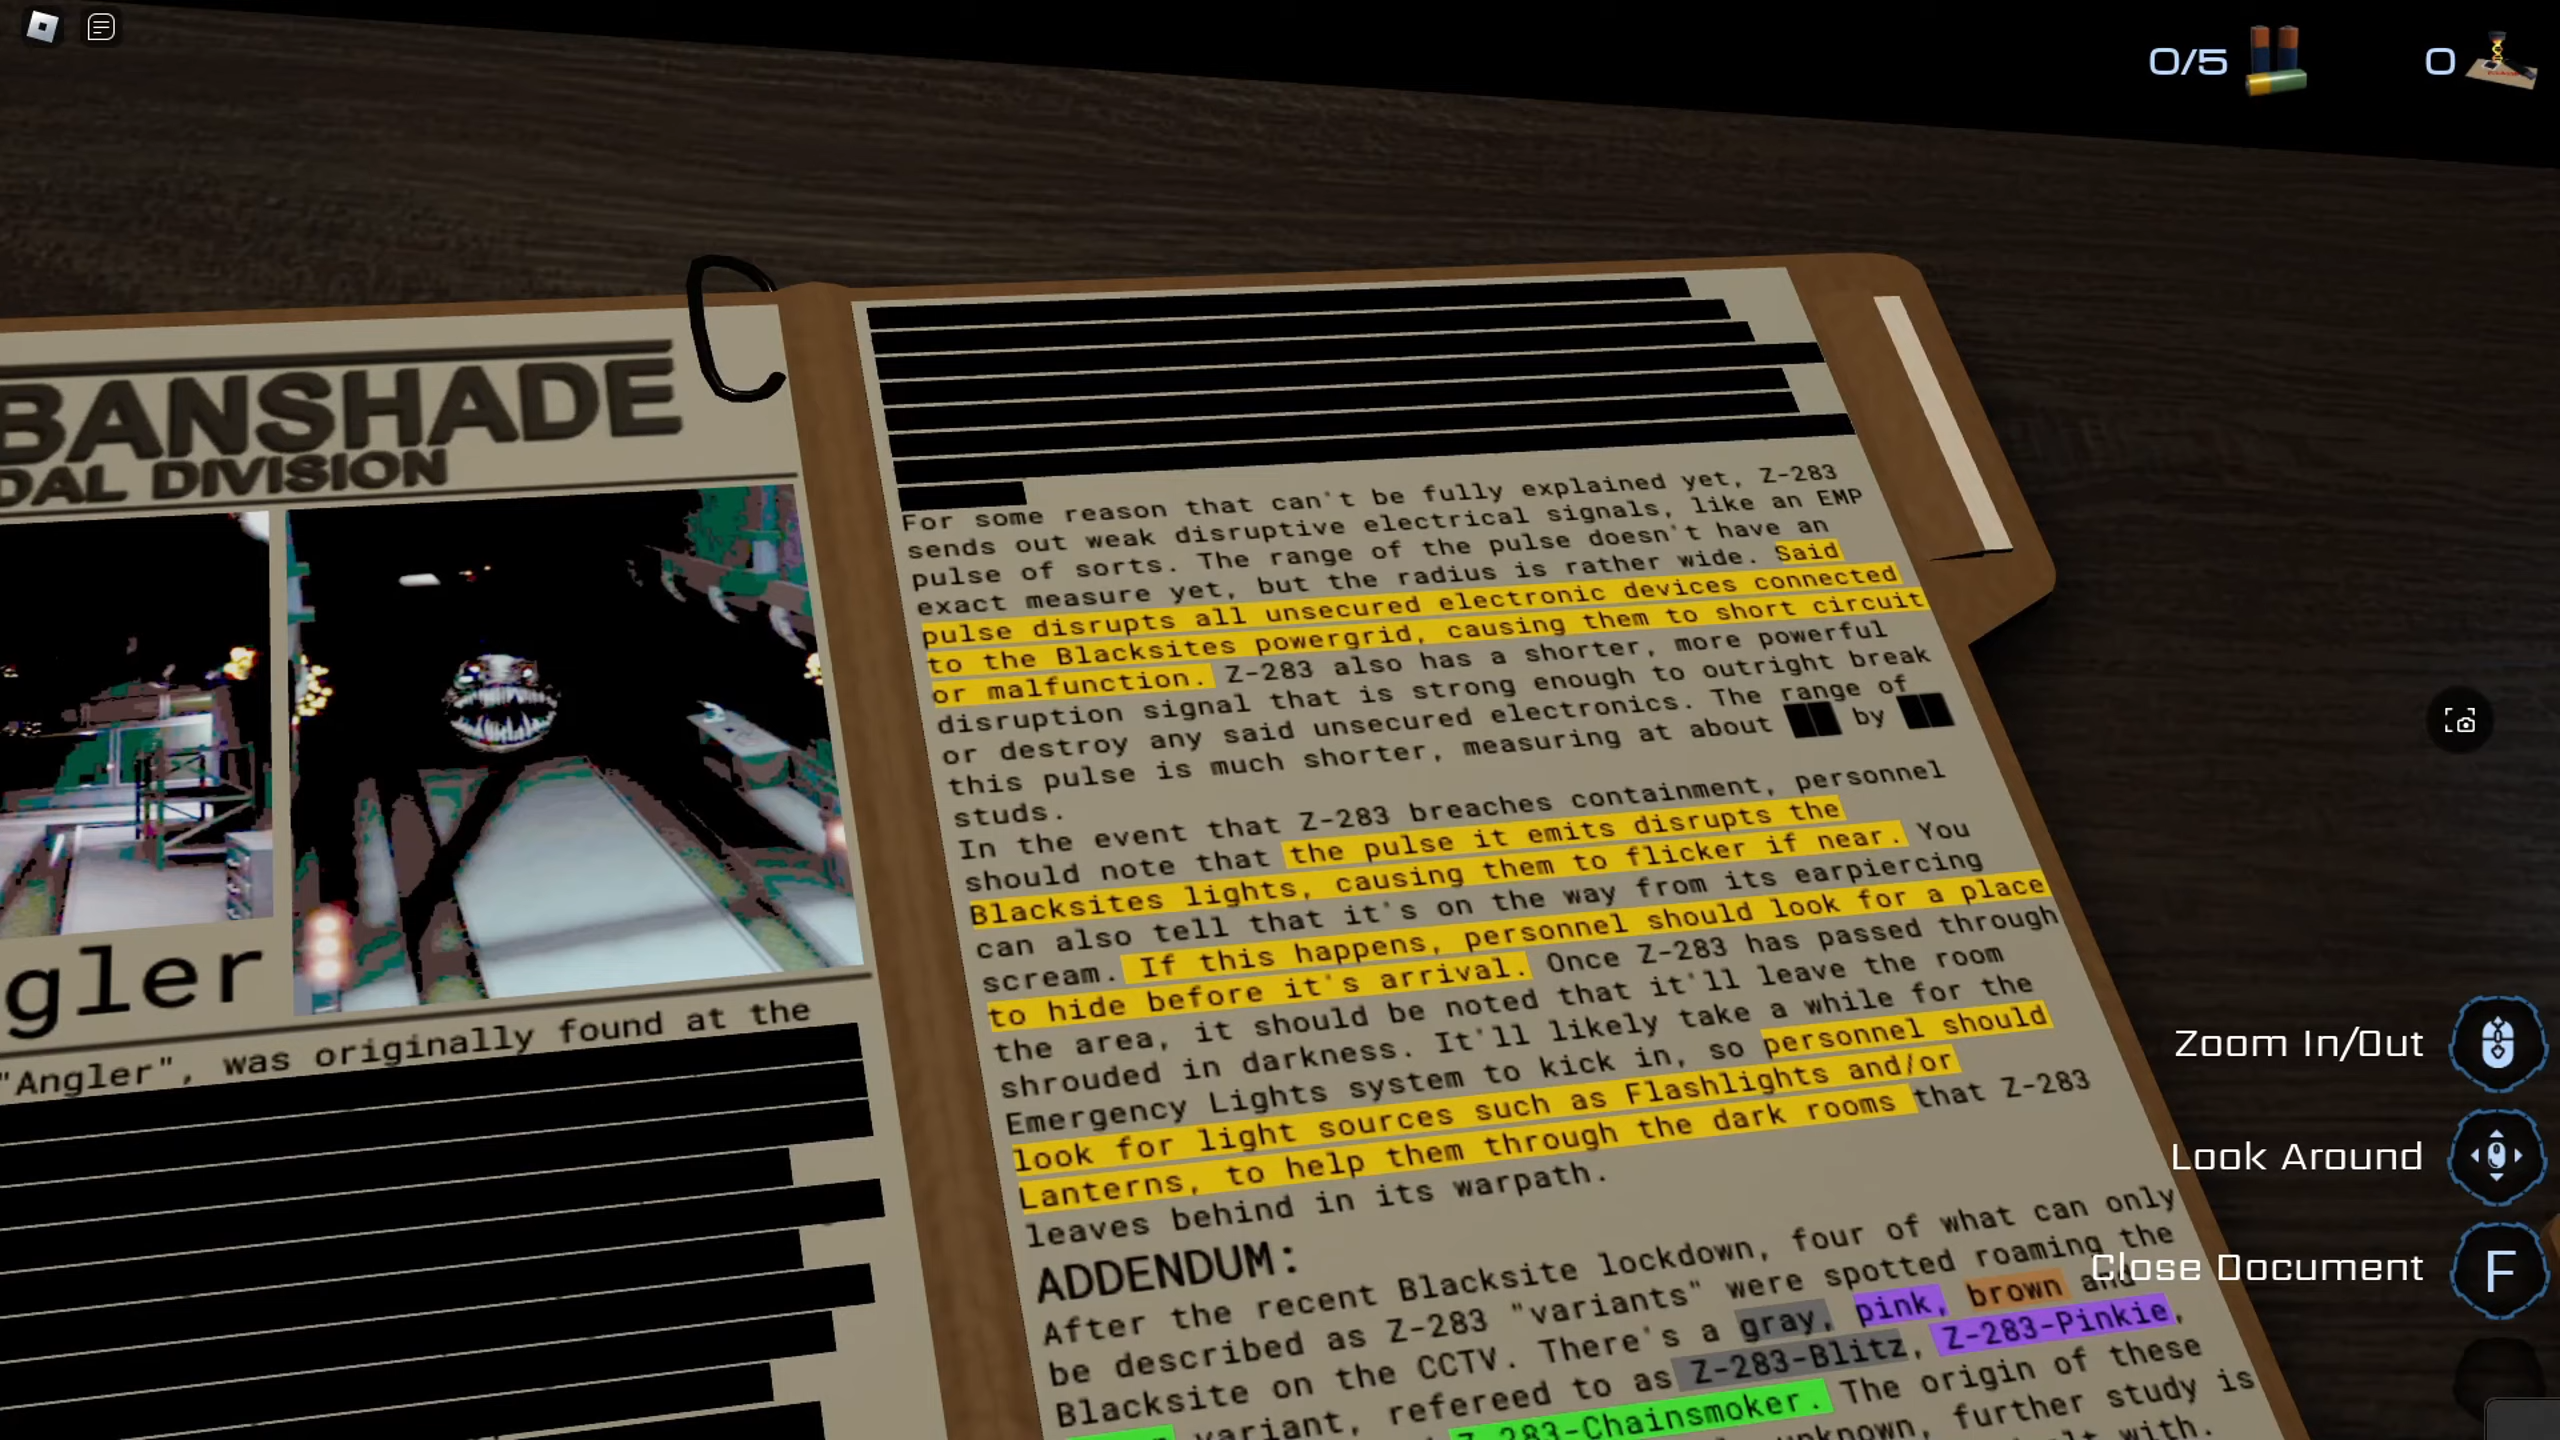 0/5
0
BANSHADE
DAL DIVISION
gler
"Angler", was originally found at the
For some reason that can't be fully explained yet, Z-283
sends out weak disruptive electrical signals, like an EMP
pulse of sorts. The range of the pulse doesn't have an
exact measure yet, but the radius is rather wide. Said
pulse disrupts all unsecured electronic devices connected
to the Blacksites powergrid, causing them to short circuit
or malfunction. Z-283 also has a shorter, more powerful
disruption signal that is strong enough to outright break
or destroy any said unsecured electronics. The range of
this pulse is much shorter, measuring at about ██ by ██
studs.
In the event that Z-283 breaches containment, personnel
should note that the pulse it emits disrupts the
Blacksites lights, causing them to flicker if near. You
can also tell that it's on the way from its earpiercing
scream. If this happens, personnel should look for a place
to hide before it's arrival. Once Z-283 has passed through
the area, it should be noted that it'll leave the room
shrouded in darkness. It'll likely take a while for the
Emergency Lights system to kick in, so personnel should
look for light sources such as Flashlights and/or
Lanterns, to help them through the dark rooms that Z-283
leaves behind in its warpath.
ADDENDUM:
After the recent Blacksite lockdown, four of what can only
be described as Z-283 "variants" were spotted roaming the
Blacksite on the CCTV. There's a gray, pink, brown and
variant, refereed to as Z-283-Blitz, Z-283-Pinkie,
Z-283-Chainsmoker. The origin of these
unknown, further study is
with.
Zoom In/Out
Look Around
Close Document
F